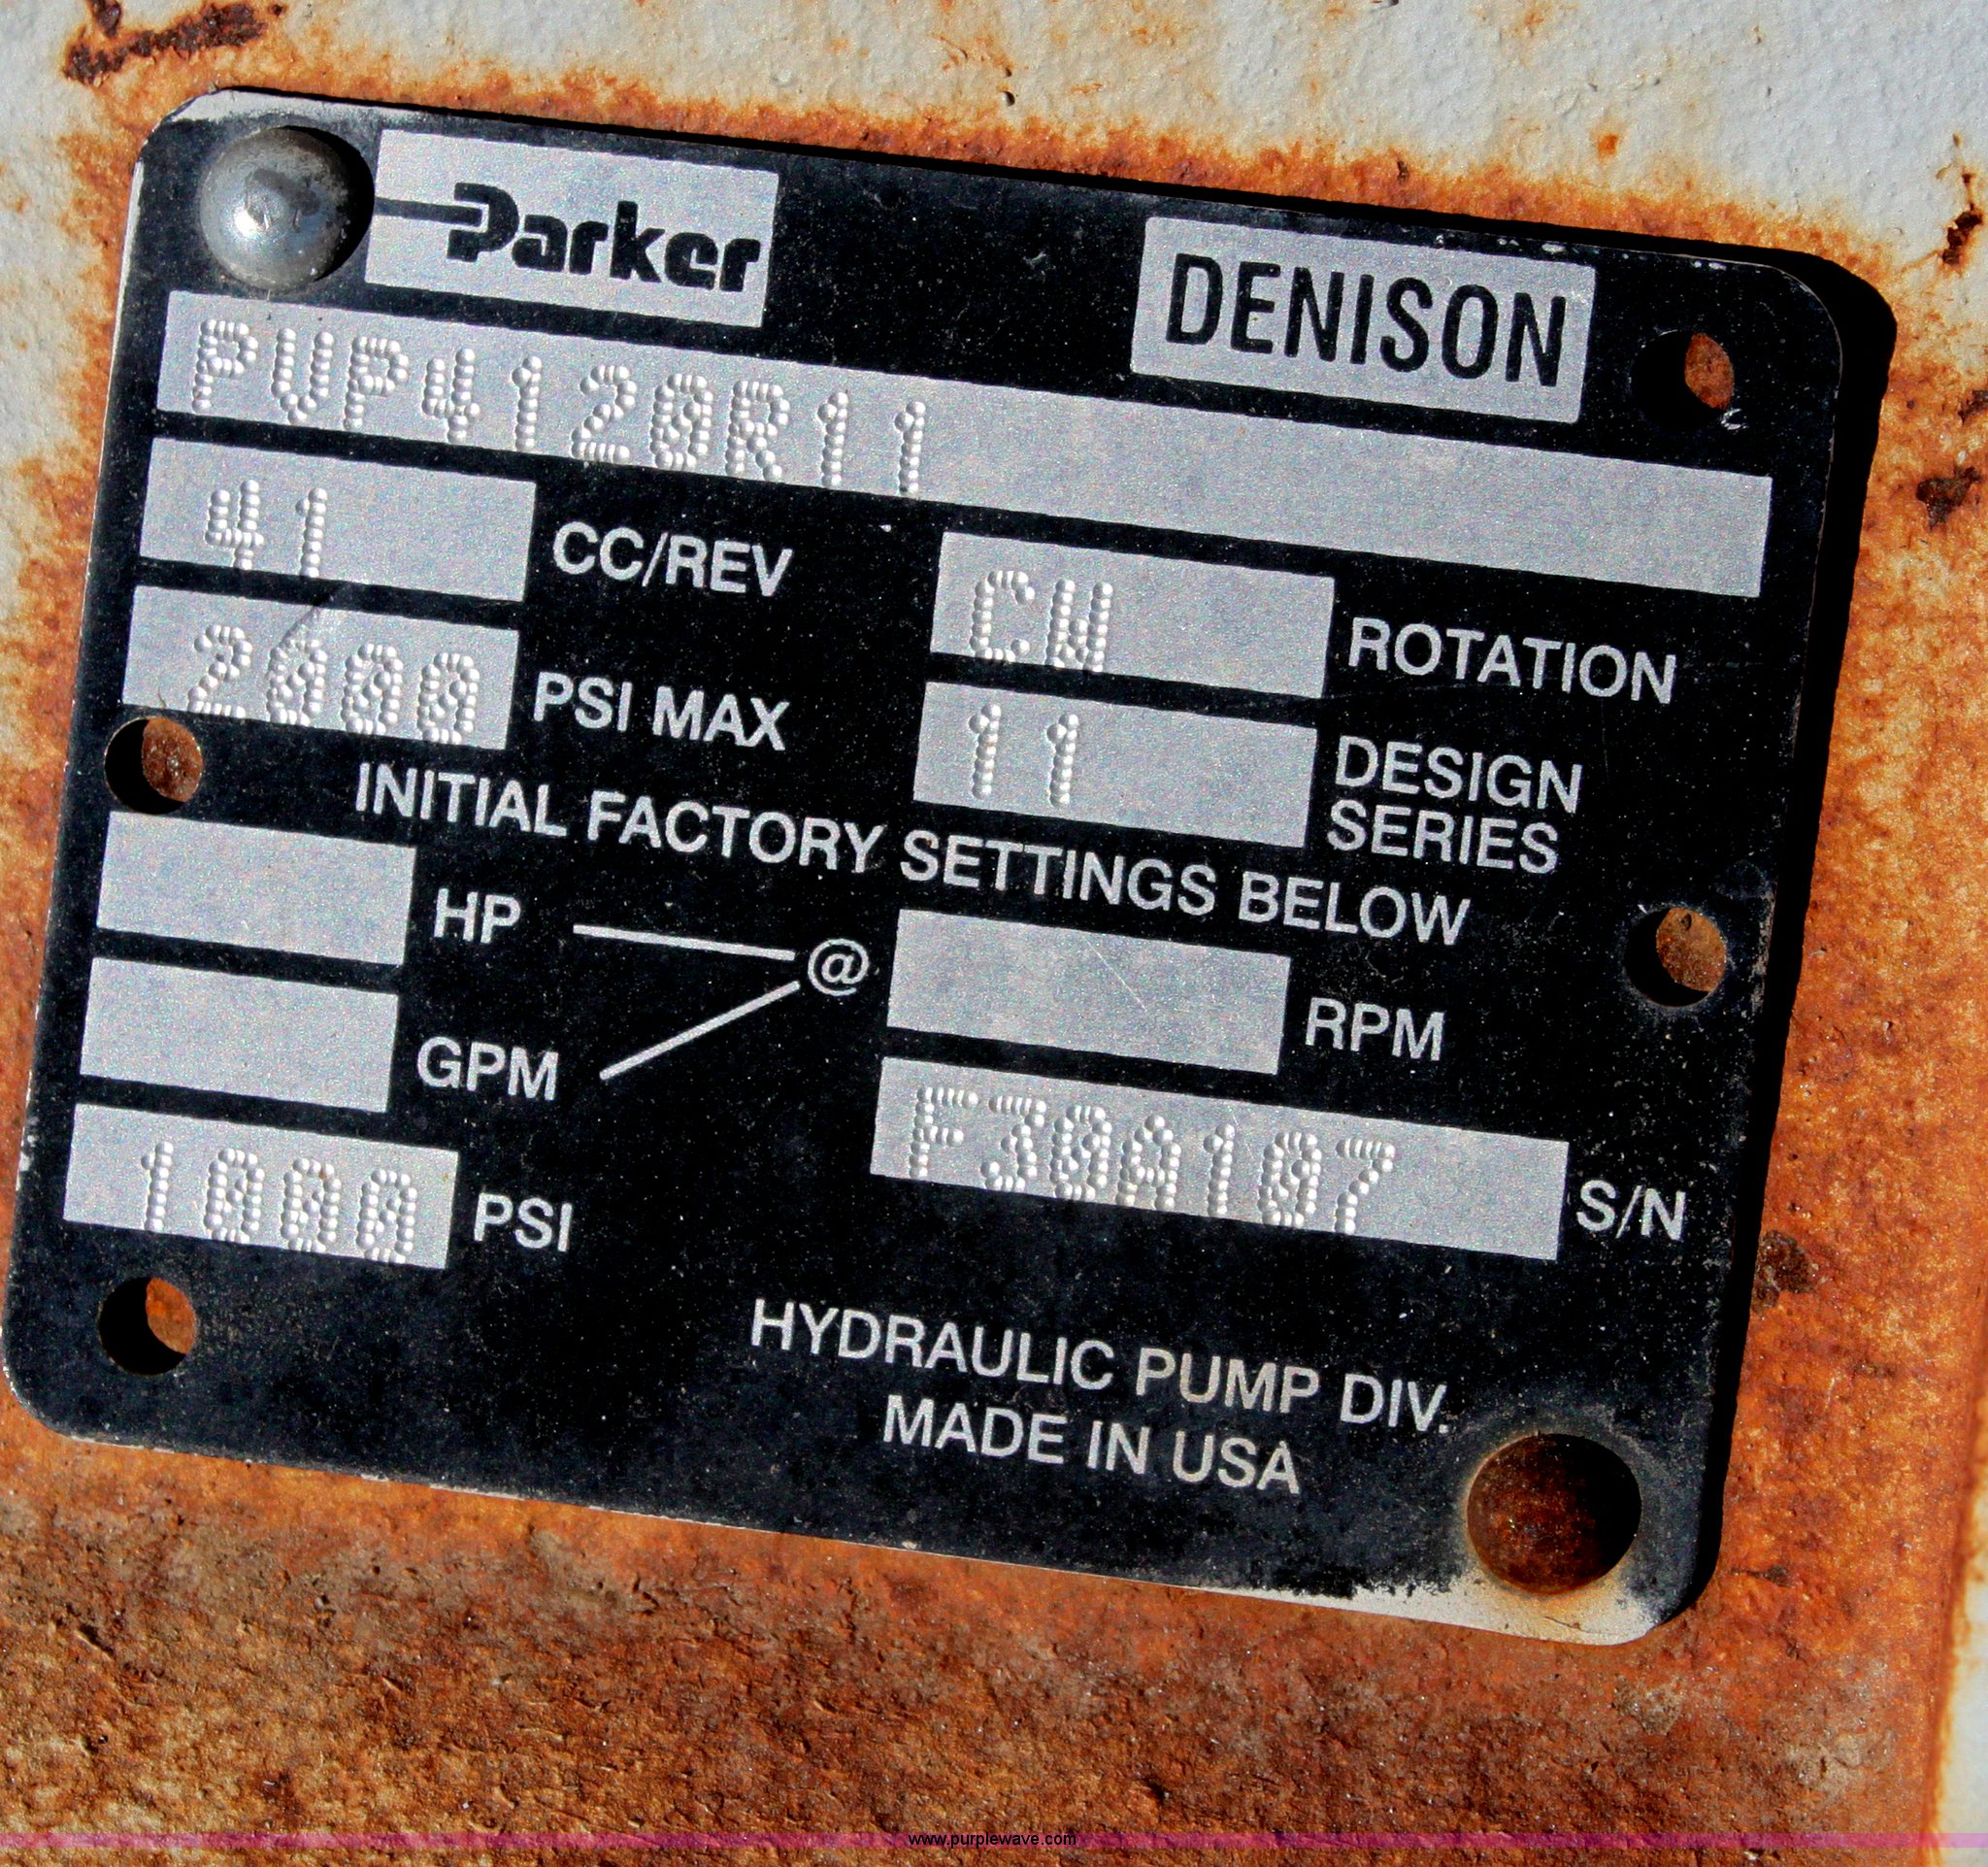 Parker DENISON
PVP4120R11
41 CC/REV CW ROTATION
2000 PSI MAX 11 DESIGN SERIES
INITIAL FACTORY SETTINGS BELOW
HP @ RPM
GPM
1000 PSI F30A107 S/N
HYDRAULIC PUMP DIV.
MADE IN USA
www.purplewave.com